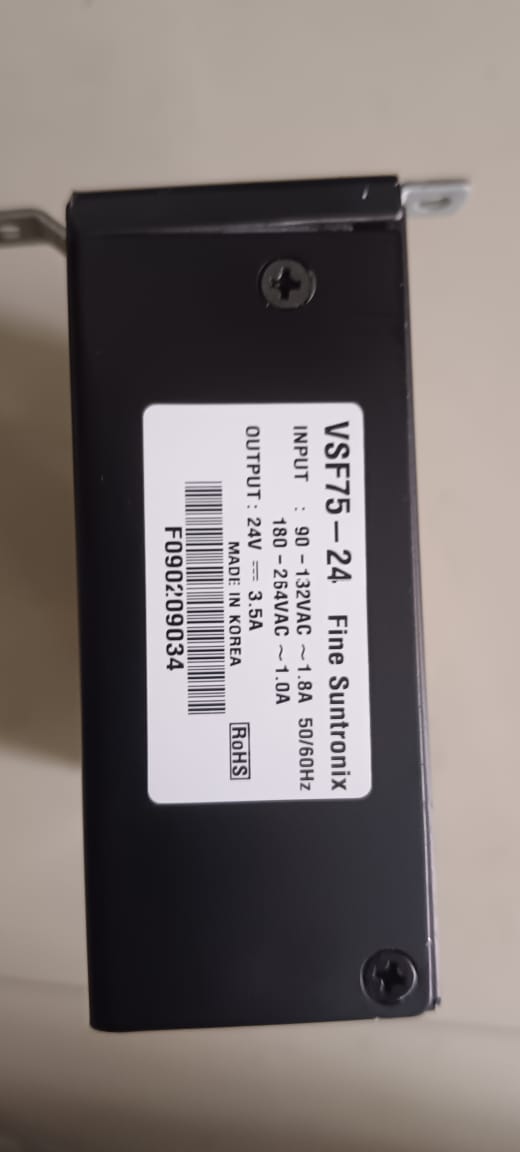 VSF75-24 Fine Suntronix
INPUT : 90-132VAC ~1.8A 50/60Hz
180-264VAC ~1.0A
OUTPUT : 24V ⎓ 3.5A
MADE IN KOREA
RoHS
F090209034